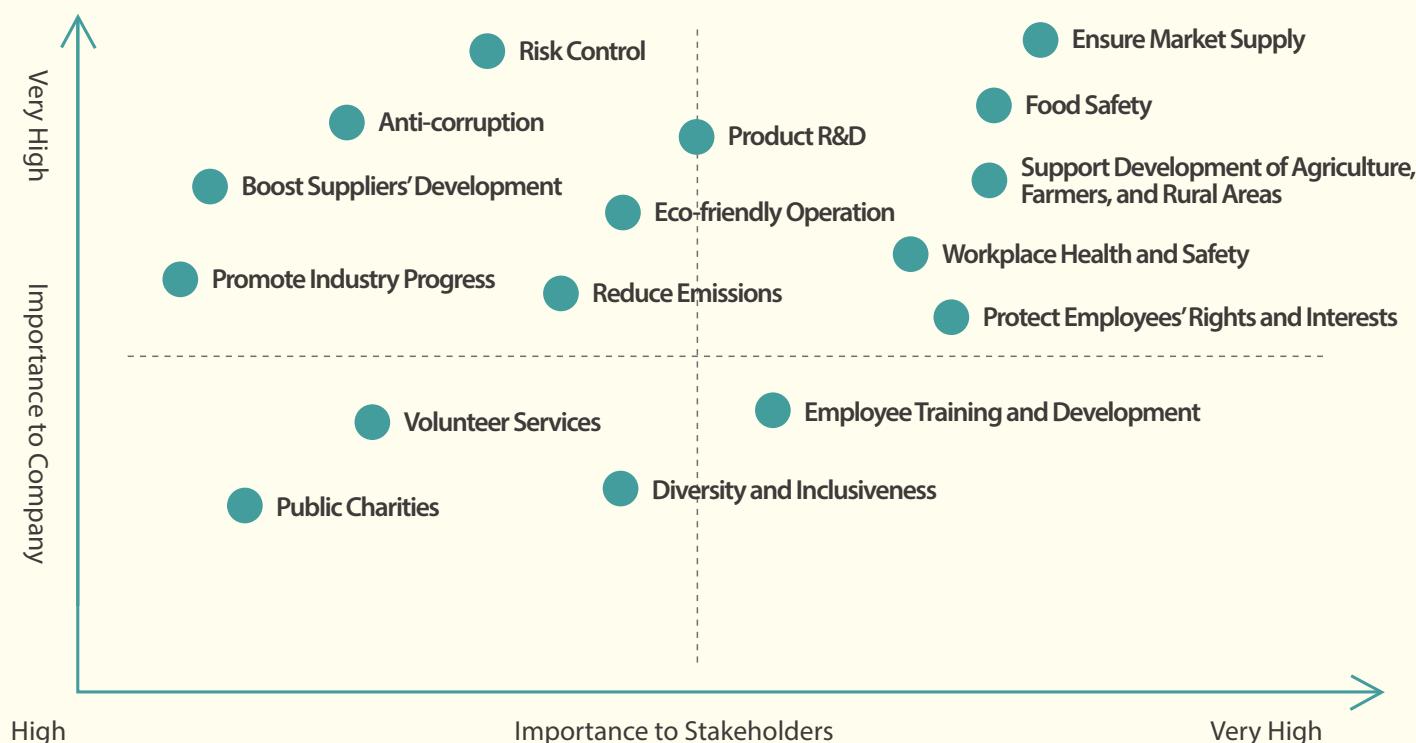 Very High
Importance to Company
Risk Control
Ensure Market Supply
Anti-corruption
Food Safety
Product R&D
Boost Suppliers' Development
Support Development of Agriculture,
Farmers, and Rural Areas
Eco-friendly Operation
Workplace Health and Safety
Promote Industry Progress
Reduce Emissions
Protect Employees' Rights and Interests
Volunteer Services
Employee Training and Development
Public Charities
Diversity and Inclusiveness
High
Importance to Stakeholders
Very High